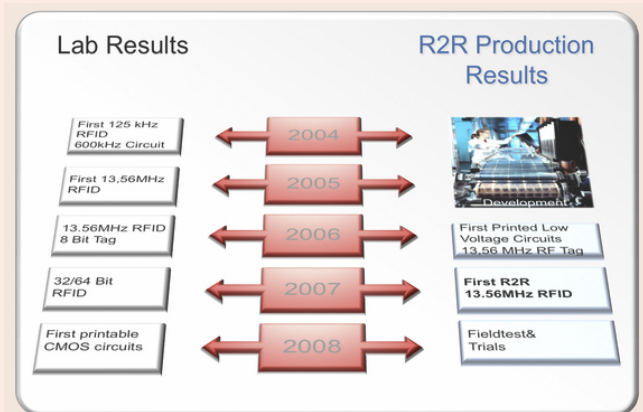 Lab Results
R2R Production
Results
First 125 kHz
RFID
600kHz Circuit
2004
Development
First 13,56MHz
RFID
2005
13.56MHz RFID
8 Bit Tag
2006
First Printed Low
Voltage Circuits
13,56 MHz RF Tag
32/64 Bit
RFID
2007
First R2R
13.56MHz RFID
First printable
CMOS circuits
2008
Fieldtest&
Trials